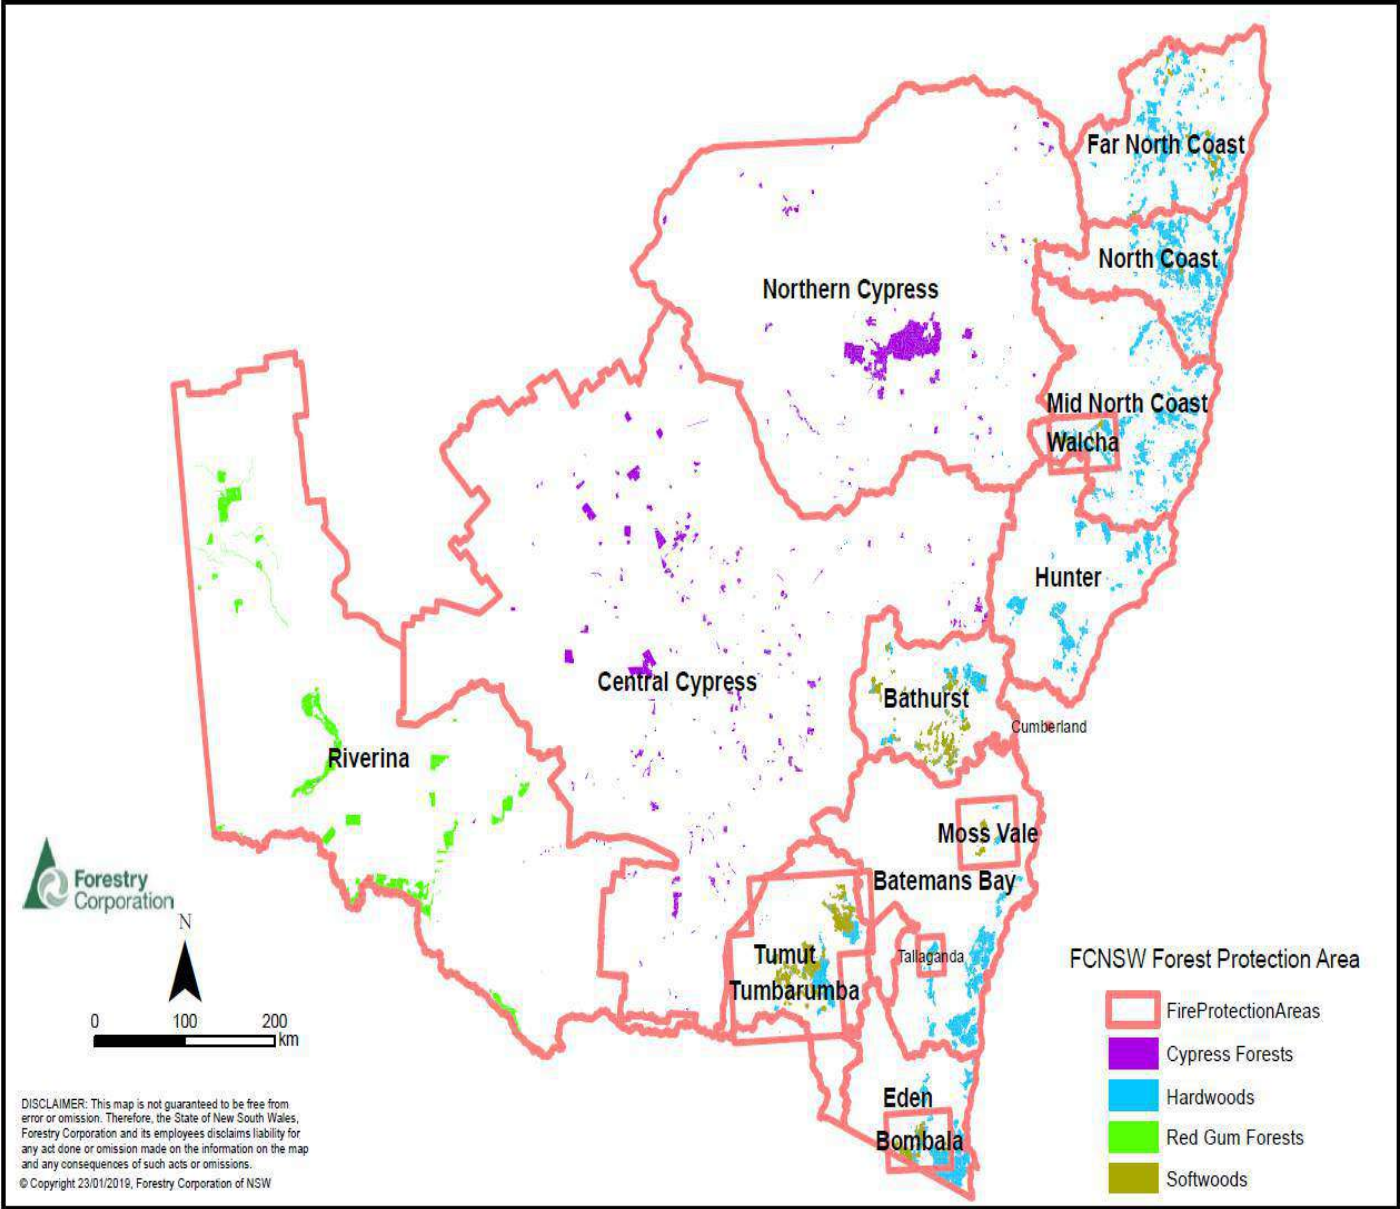 Far North Coast
North Coast
Northern Cypress
Mid North Coast
Walcha
Hunter
Central Cypress
Bathurst
Cumberland
Riverina
Moss Vale
Batemans Bay
Tallaganda
Tumut
Tumbarumba
Eden
Bombala
Forestry
Corporation
N
0 100 200
km
DISCLAIMER: This map is not guaranteed to be free from
error or omission. Therefore, the State of New South Wales,
Forestry Corporation and its employees disclaims liability for
any act done or omission made on the information on the map
and any consequences of such acts or omissions.
© Copyright 23/01/2019, Forestry Corporation of NSW
FCNSW Forest Protection Area
FireProtectionAreas
Cypress Forests
Hardwoods
Red Gum Forests
Softwoods